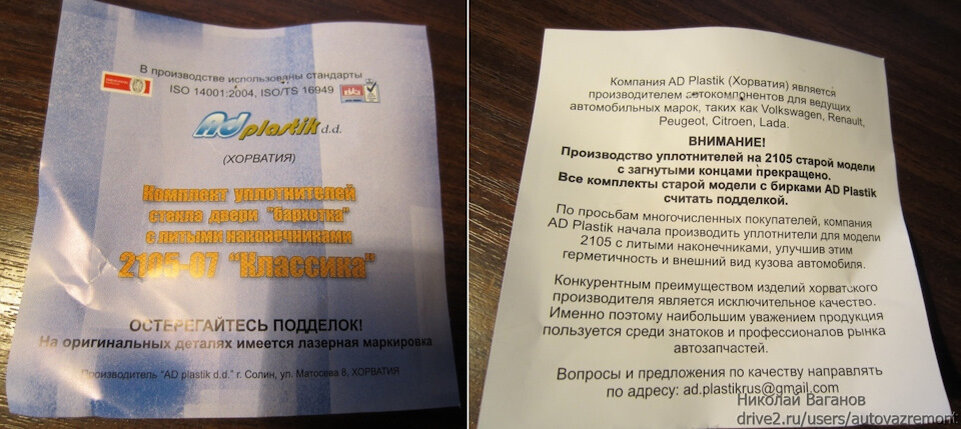 В производстве использованы стандарты
ISO 14001:2004, ISO/TS 16949
Ad plastik d.d.
(ХОРВАТИЯ)
Комплект уплотнителей
стекла двери "бархотка"
с литыми наконечниками
2105-07 "Классика"
ОСТЕРЕГАЙТЕСЬ ПОДДЕЛОК!
На оригинальных деталях имеется лазерная маркировка
Производитель "AD plastik d.d." г. Солин, ул. Матосева 8, ХОРВАТИЯ
Компания AD Plastik (Хорватия) является
производителем автокомпонентов для ведущих
автомобильных марок, таких как Volkswagen, Renault,
Peugeot, Citroen, Lada.
ВНИМАНИЕ!
Производство уплотнителей на 2105 старой модели
с загнутыми концами прекращено.
Все комплекты старой модели с бирками AD Plastik
считать подделкой.
По просьбам многочисленных покупателей, компания
AD Plastik начала производить уплотнители для модели
2105 с литыми наконечниками, улучшив этим
герметичность и внешний вид кузова автомобиля.
Конкурентным преимуществом изделий хорватского
производителя является исключительное качество.
Именно поэтому наибольшим уважением продукция
пользуется среди знатоков и профессионалов рынка
автозапчастей.
Вопросы и предложения по качеству направлять
по адресу: ad.plastikrus@gmail.com
Николай Ваганов
drive2.ru/users/autovazremont